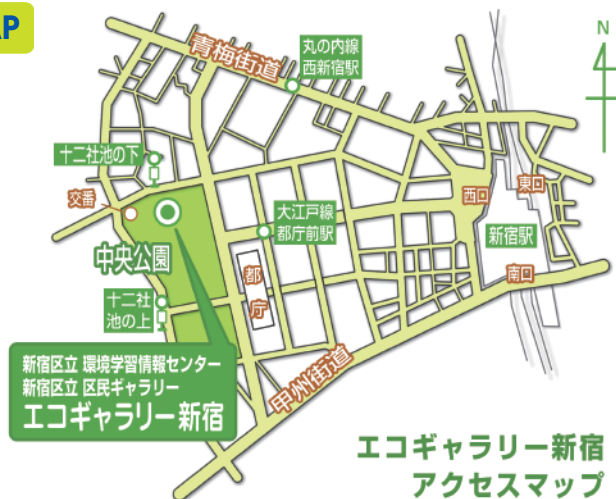 AP
N
青梅街道
丸の内線
西新宿駅
十二社池の下
交番
中央公園
大江戸線
都庁前駅
西口
東口
新宿駅
南口
都
庁
十二社
池の上
新宿区立 環境学習情報センター
新宿区立 区民ギャラリー
エコギャラリー新宿
甲州街道
エコギャラリー新宿
アクセスマップ